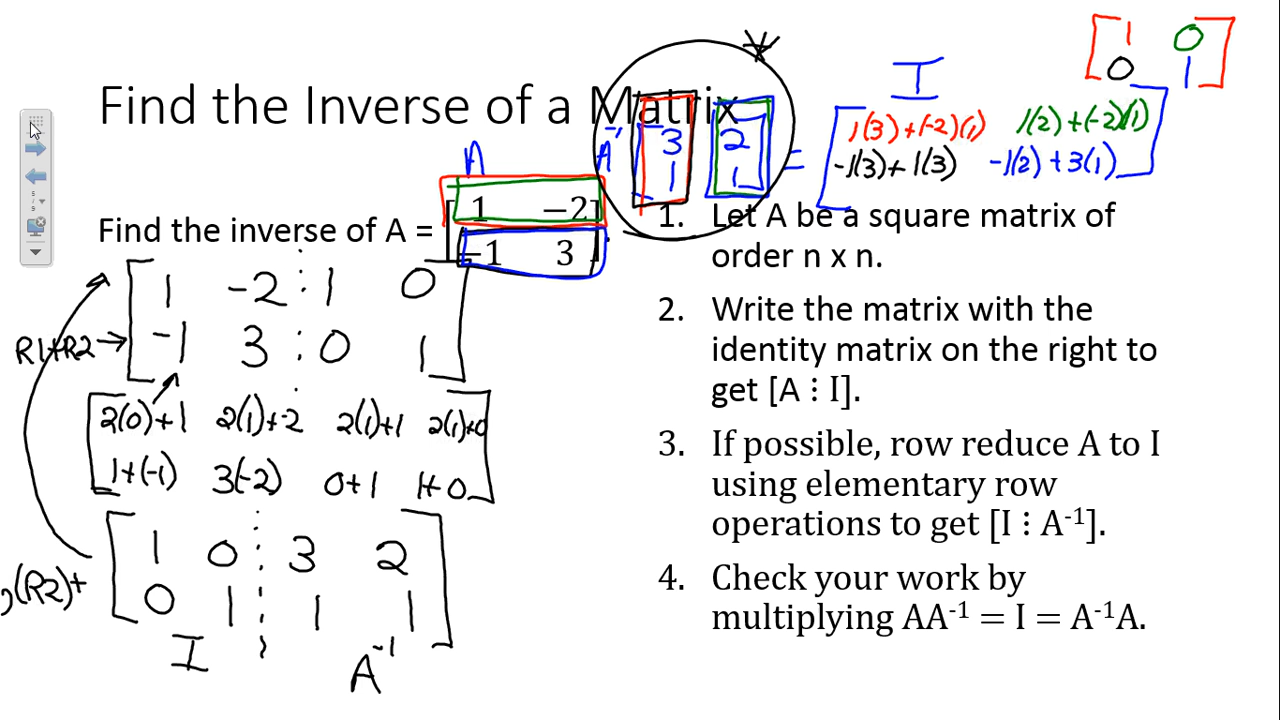 Find the Inverse of a Matrix
[1 0]
[0 1]
I
A
A⁻¹
[3 2]
[1 1]
=
[1(3)+(-2)(1) 1(2)+(-2)(1)]
[-1(3)+1(3) -1(2)+3(1)]
Find the inverse of A =
[1 −2]
[−1 3]
.
[1 -2 ⋮ 1 0]
R1+R2 → [-1 3 ⋮ 0 1]
[2(0)+1 2(1)+-2 2(1)+1 2(1)+0]
[1+(-1) 3(-2) 0+1 1+0]
[1 0 ⋮ 3 2]
(R2)+ [0 1 ⋮ 1 1]
I A⁻¹
1. Let A be a square matrix of
order n x n.
2. Write the matrix with the
identity matrix on the right to
get [A ⋮ I].
3. If possible, row reduce A to I
using elementary row
operations to get [I ⋮ A⁻¹].
4. Check your work by
multiplying AA⁻¹ = I = A⁻¹A.